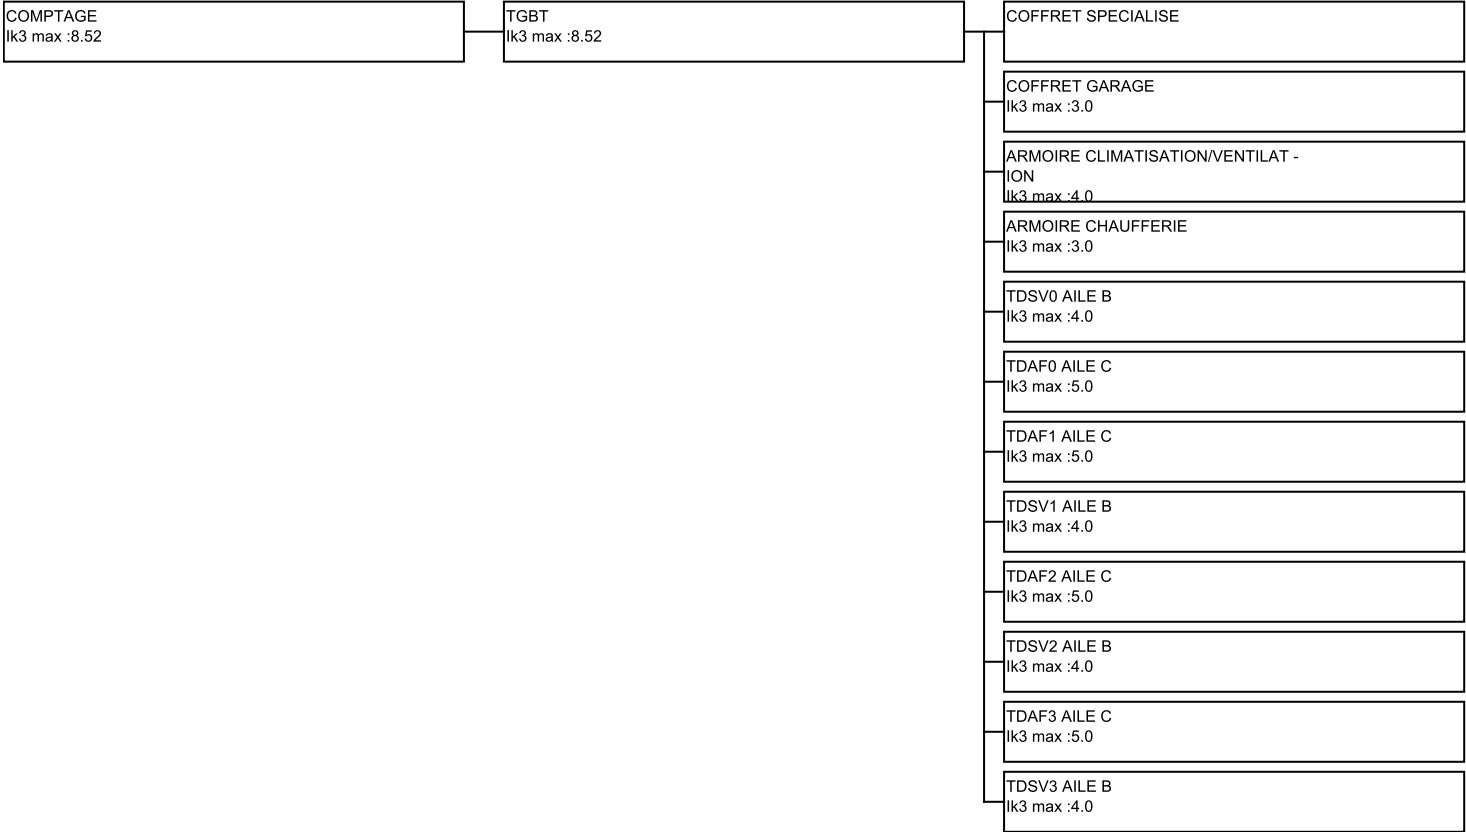 COMPTAGE
Ik3 max :8.52
TGBT
Ik3 max :8.52
COFFRET SPECIALISE
COFFRET GARAGE
Ik3 max :3.0
ARMOIRE CLIMATISATION/VENTILAT -
ION
Ik3 max :4.0
ARMOIRE CHAUFFERIE
Ik3 max :3.0
TDSV0 AILE B
Ik3 max :4.0
TDAF0 AILE C
Ik3 max :5.0
TDAF1 AILE C
Ik3 max :5.0
TDSV1 AILE B
Ik3 max :4.0
TDAF2 AILE C
Ik3 max :5.0
TDSV2 AILE B
Ik3 max :4.0
TDAF3 AILE C
Ik3 max :5.0
TDSV3 AILE B
Ik3 max :4.0